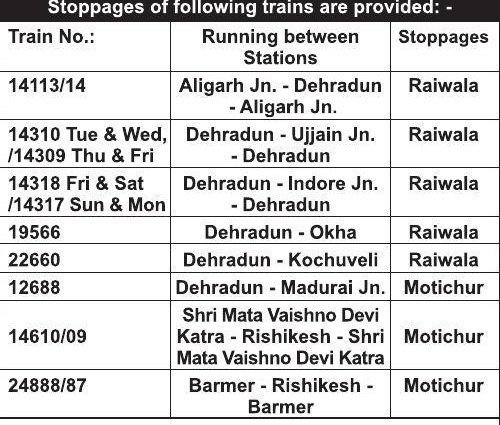 Stoppages of following trains are provided: -
Train No.: Running between Stoppages
Stations
14113/14 Aligarh Jn. - Dehradun Raiwala
- Aligarh Jn.
14310 Tue & Wed, Dehradun - Ujjain Jn. Raiwala
/14309 Thu & Fri - Dehradun
14318 Fri & Sat Dehradun - Indore Jn. Raiwala
/14317 Sun & Mon - Dehradun
19566 Dehradun - Okha Raiwala
22660 Dehradun - Kochuveli Raiwala
12688 Dehradun - Madurai Jn. Motichur
Shri Mata Vaishno Devi
14610/09 Katra - Rishikesh - Shri Motichur
Mata Vaishno Devi Katra
24888/87 Barmer - Rishikesh - Motichur
Barmer